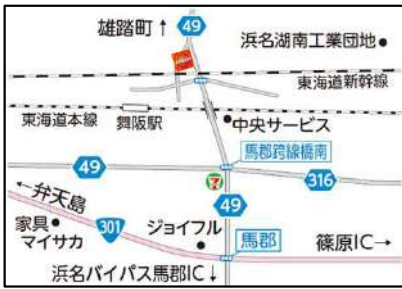 雄踏町↑
49
浜名湖南工業団地
東海道新幹線
東海道本線
舞阪駅
中央サービス
馬郡跨線橋南
49
316
7
49
←弁天島
301
家具
マイサカ
ジョイフル
馬郡
篠原IC→
浜名バイパス馬郡IC↓